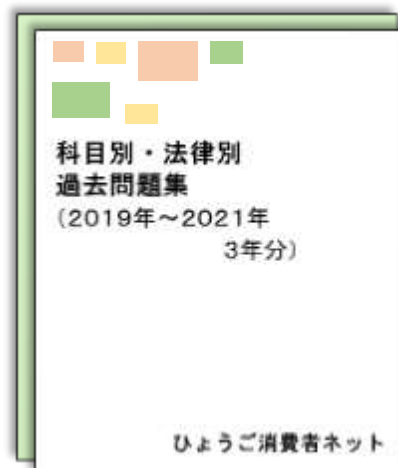 科目別・法律別
過去問題集
（2019年～2021年
3年分）
ひょうご消費者ネット